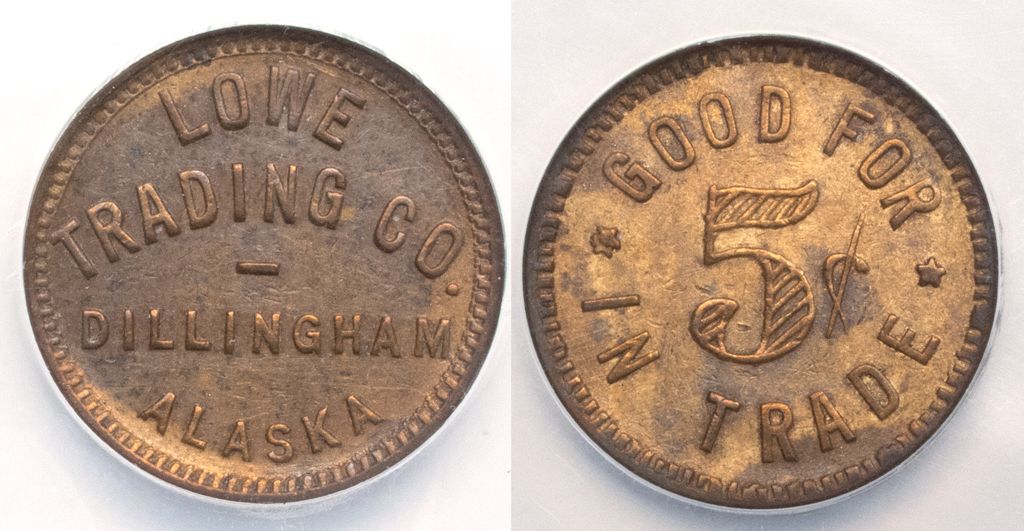 LOWE
TRADING CO.
–
DILLINGHAM
ALASKA
GOOD FOR
5¢
IN TRADE